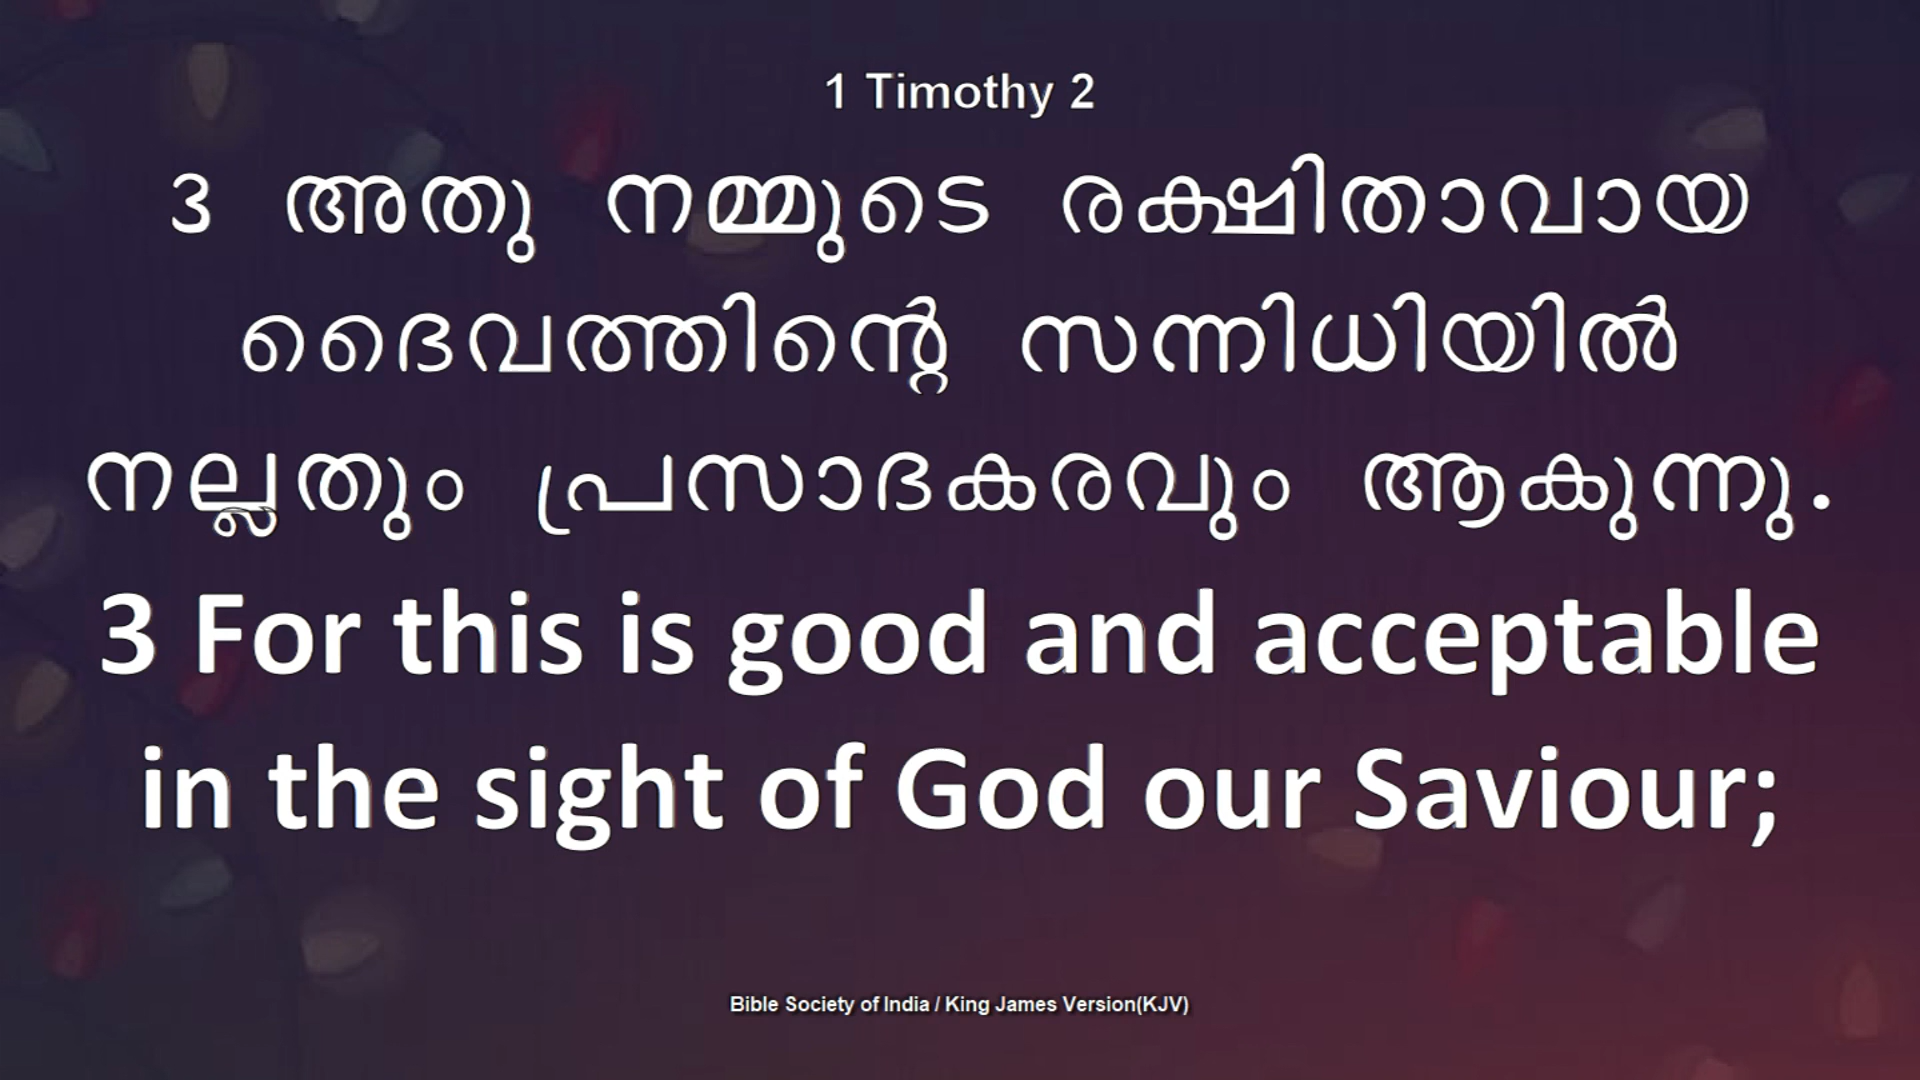 1 Timothy 2
3 അതു നമ്മുടെ രക്ഷിതാവായ
ദൈവത്തിന്റെ സന്നിധിയിൽ
നല്ലതും പ്രസാദകരവും ആകുന്നു.
3 For this is good and acceptable
in the sight of God our Saviour;
Bible Society of India / King James Version(KJV)